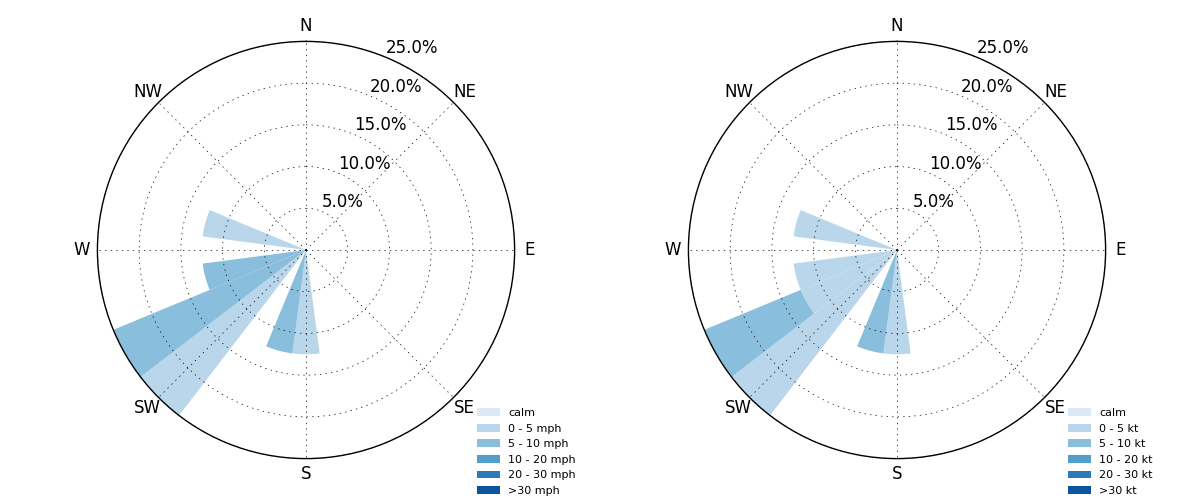 N
25.0%
20.0%
NW
NE
15.0%
10.0%
5.0%
W
E
SW
SE
S
calm
0 - 5 mph
5 - 10 mph
10 - 20 mph
20 - 30 mph
>30 mph
N
25.0%
20.0%
NW
NE
15.0%
10.0%
5.0%
W
E
SW
SE
S
calm
0 - 5 kt
5 - 10 kt
10 - 20 kt
20 - 30 kt
>30 kt